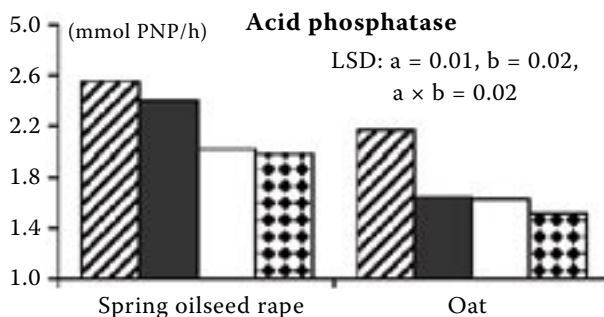 Acid phosphatase
(mmol PNP/h)
LSD: a = 0.01, b = 0.02,
a × b = 0.02
5.0
2.6
2.2
1.8
1.4
1.0
Spring oilseed rape
Oat